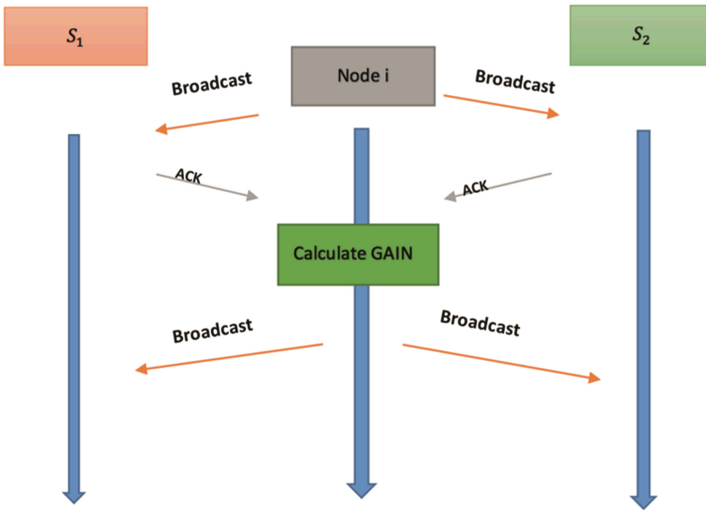 S₁
Node i
S₂
Broadcast
Broadcast
ACK
ACK
Calculate GAIN
Broadcast
Broadcast